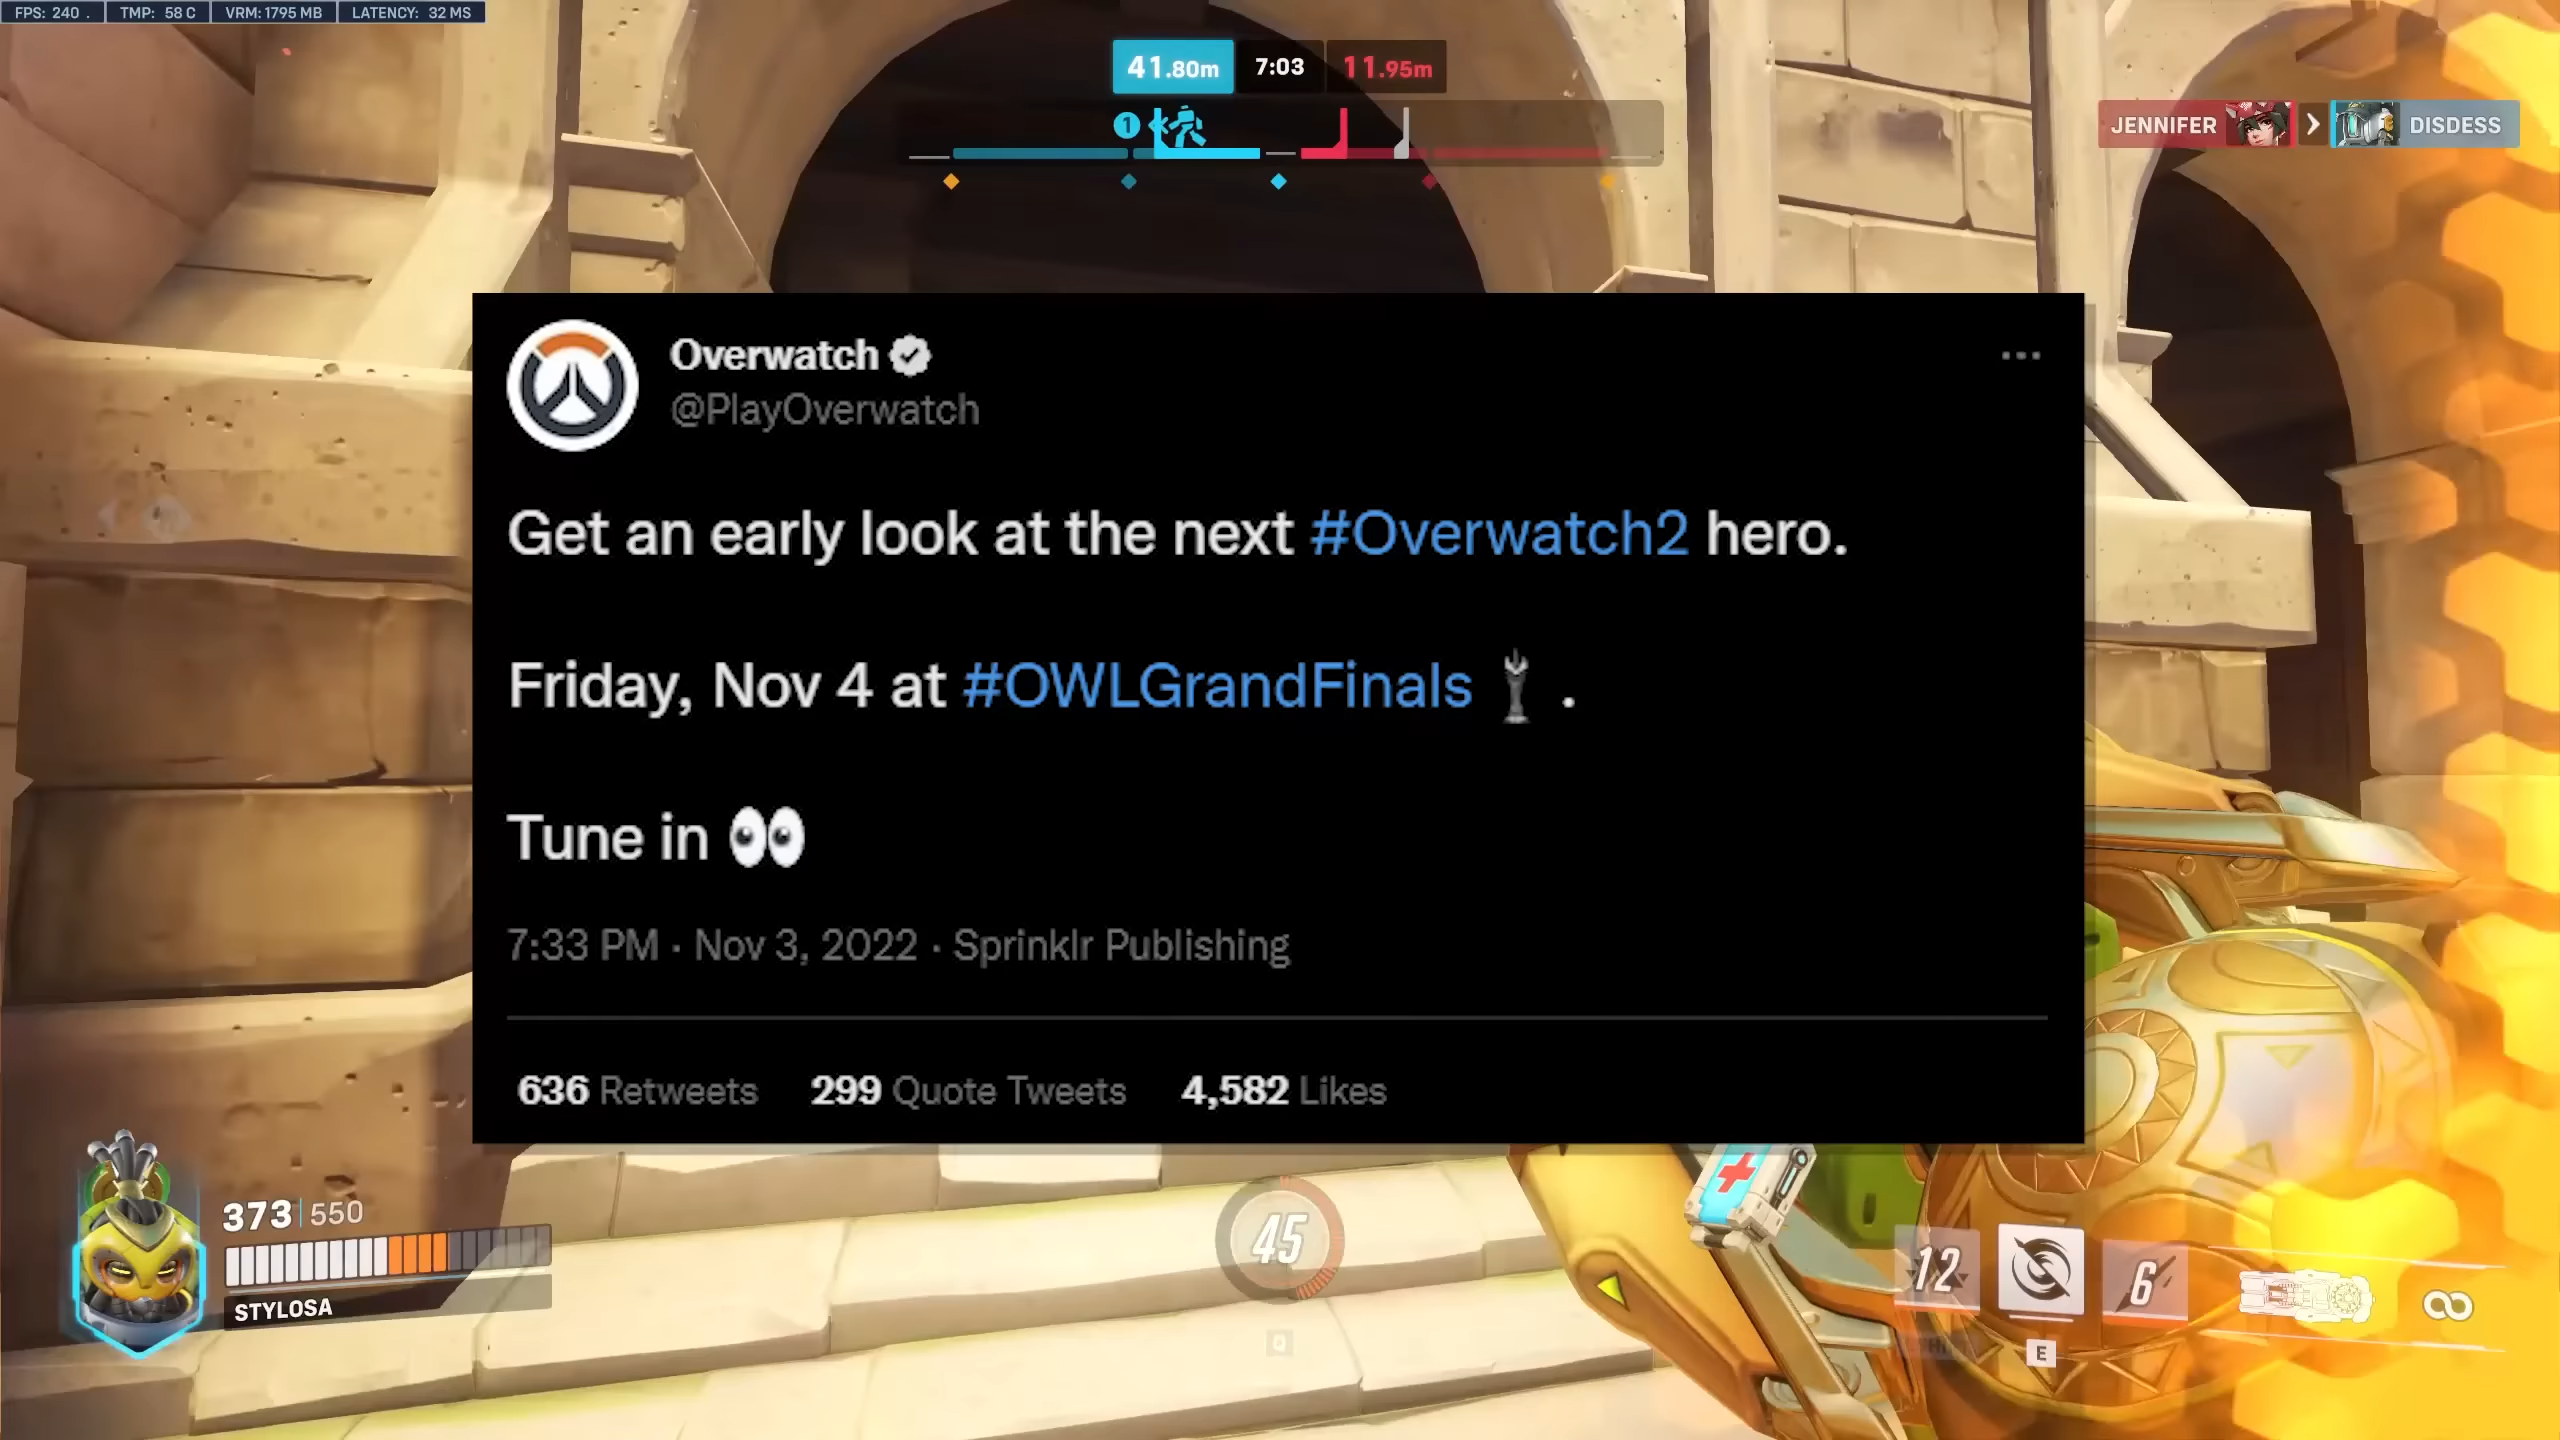 FPS: 240 . TMP: 58 C VRM: 1795 MB LATENCY: 32 MS
41.80m 7:03 11.95m
1
JENNIFER DISDESS
Overwatch
@PlayOverwatch
Get an early look at the next #Overwatch2 hero.
Friday, Nov 4 at #OWLGrandFinals .
Tune in 👀
7:33 PM · Nov 3, 2022 · Sprinklr Publishing
636 Retweets 299 Quote Tweets 4,582 Likes
373 | 550
STYLOSA
45
Q
12 6
E